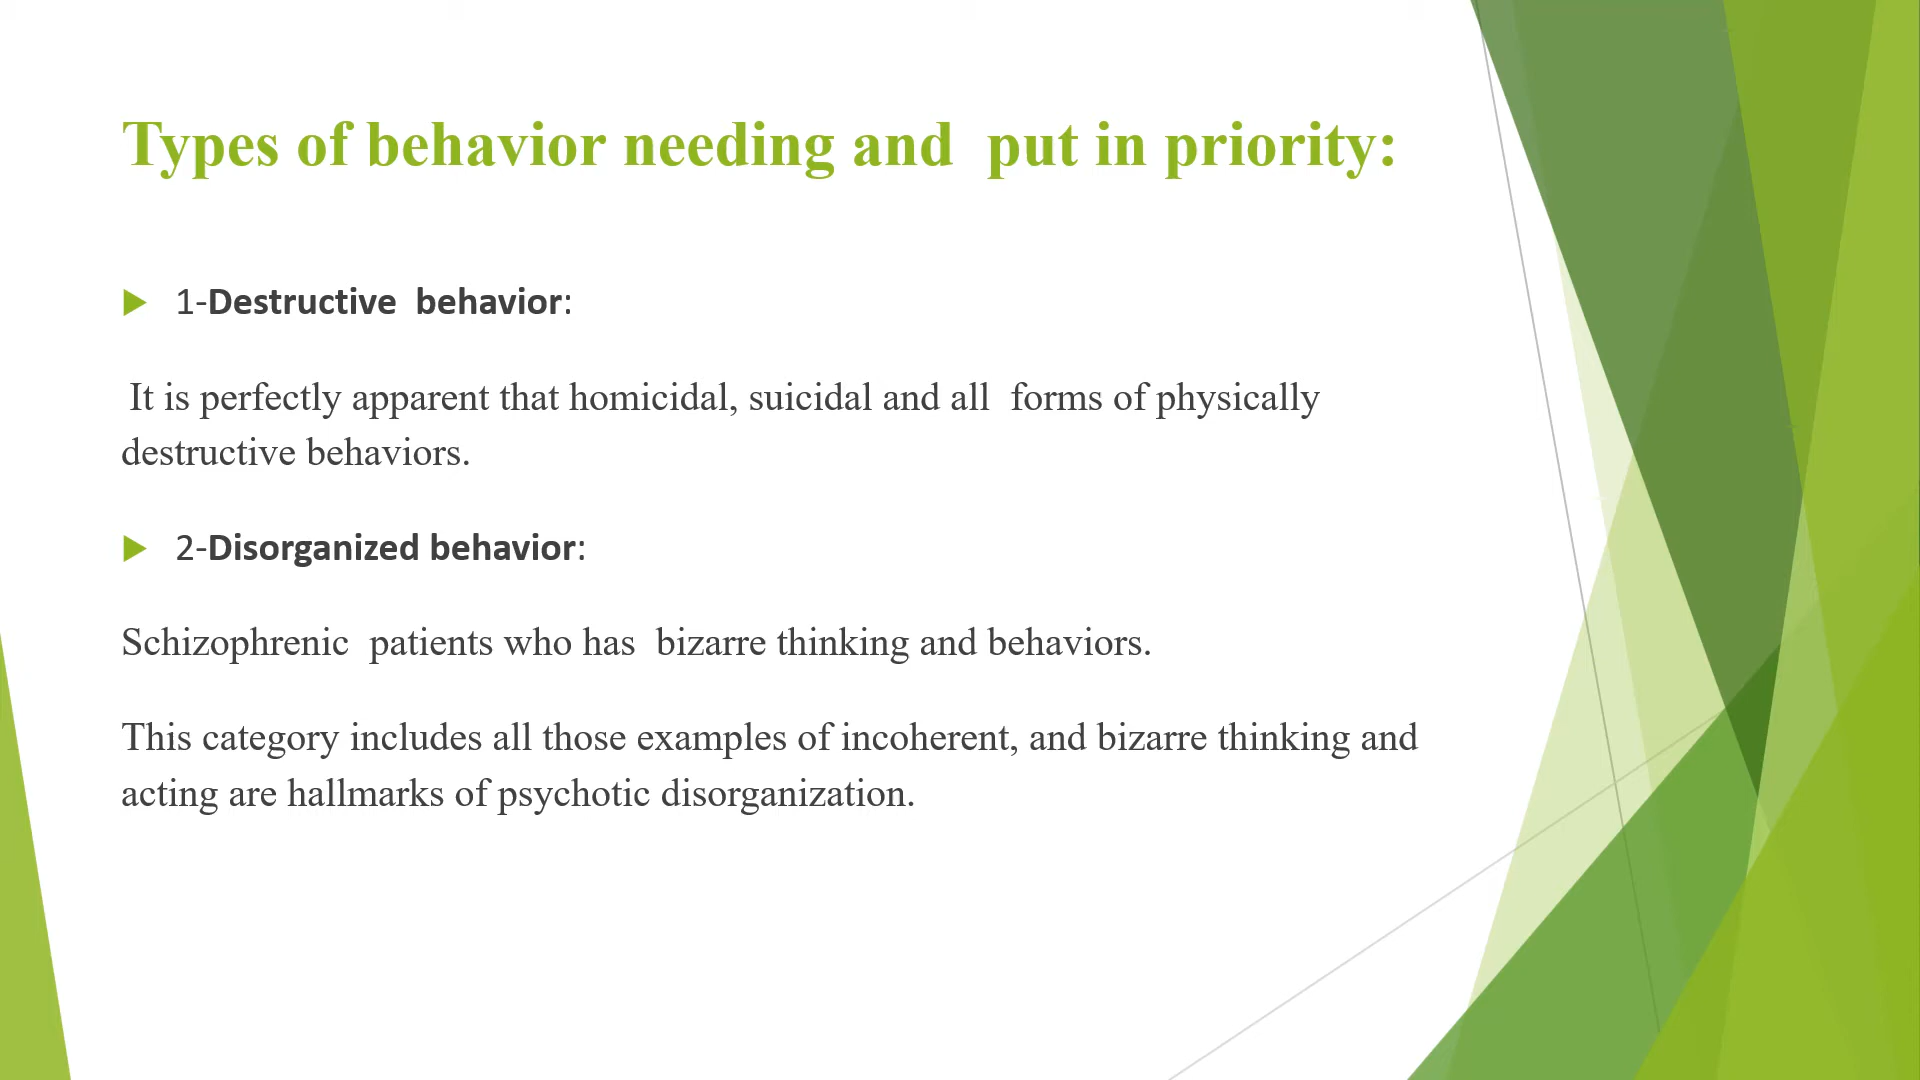 Types of behavior needing and  put in priority:
1-Destructive  behavior:
It is perfectly apparent that homicidal, suicidal and all  forms of physically
destructive behaviors.
2-Disorganized behavior:
Schizophrenic  patients who has  bizarre thinking and behaviors.
This category includes all those examples of incoherent, and bizarre thinking and
acting are hallmarks of psychotic disorganization.